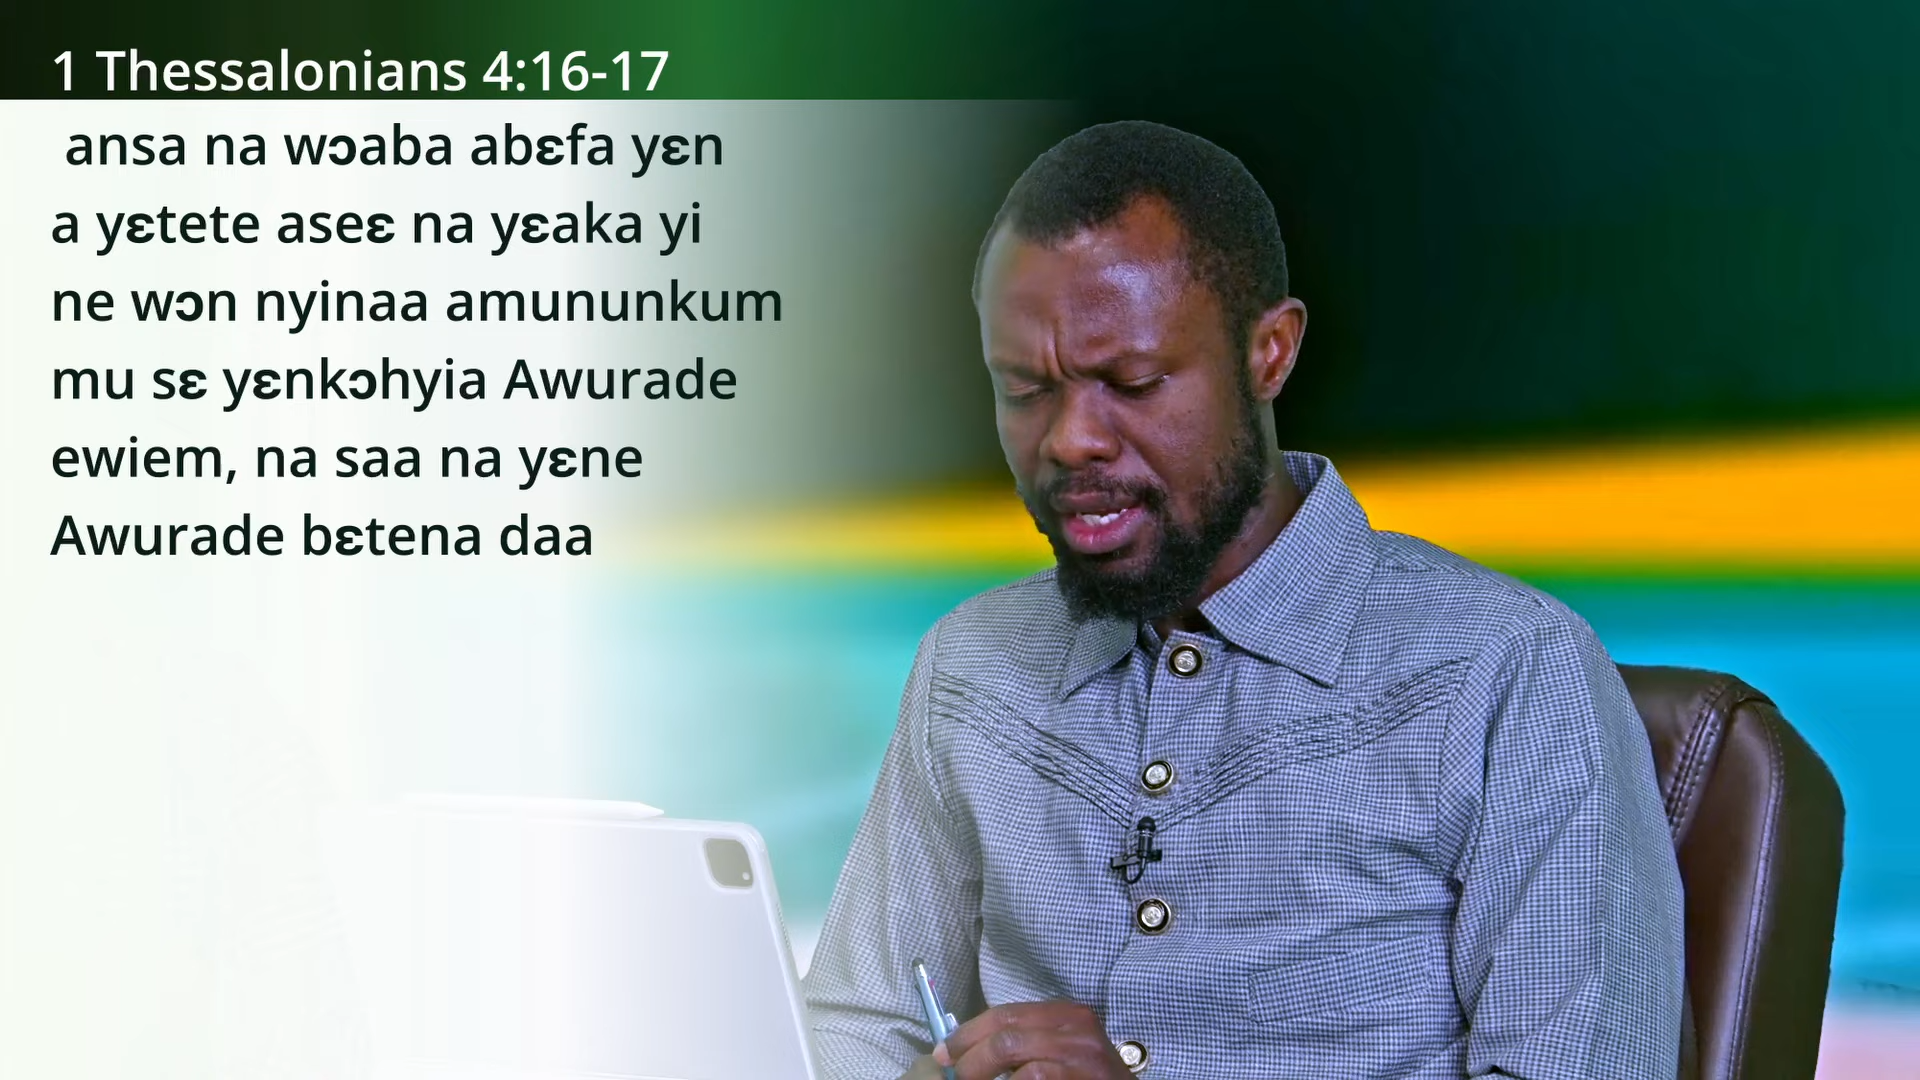 1 Thessalonians 4:16-17
ansa na wɔaba abɛfa yɛn
a yɛtete aseɛ na yɛaka yi
ne wɔn nyinaa amununkum
mu sɛ yɛnkɔhyia Awurade
ewiem, na saa na yɛne
Awurade bɛtena daa